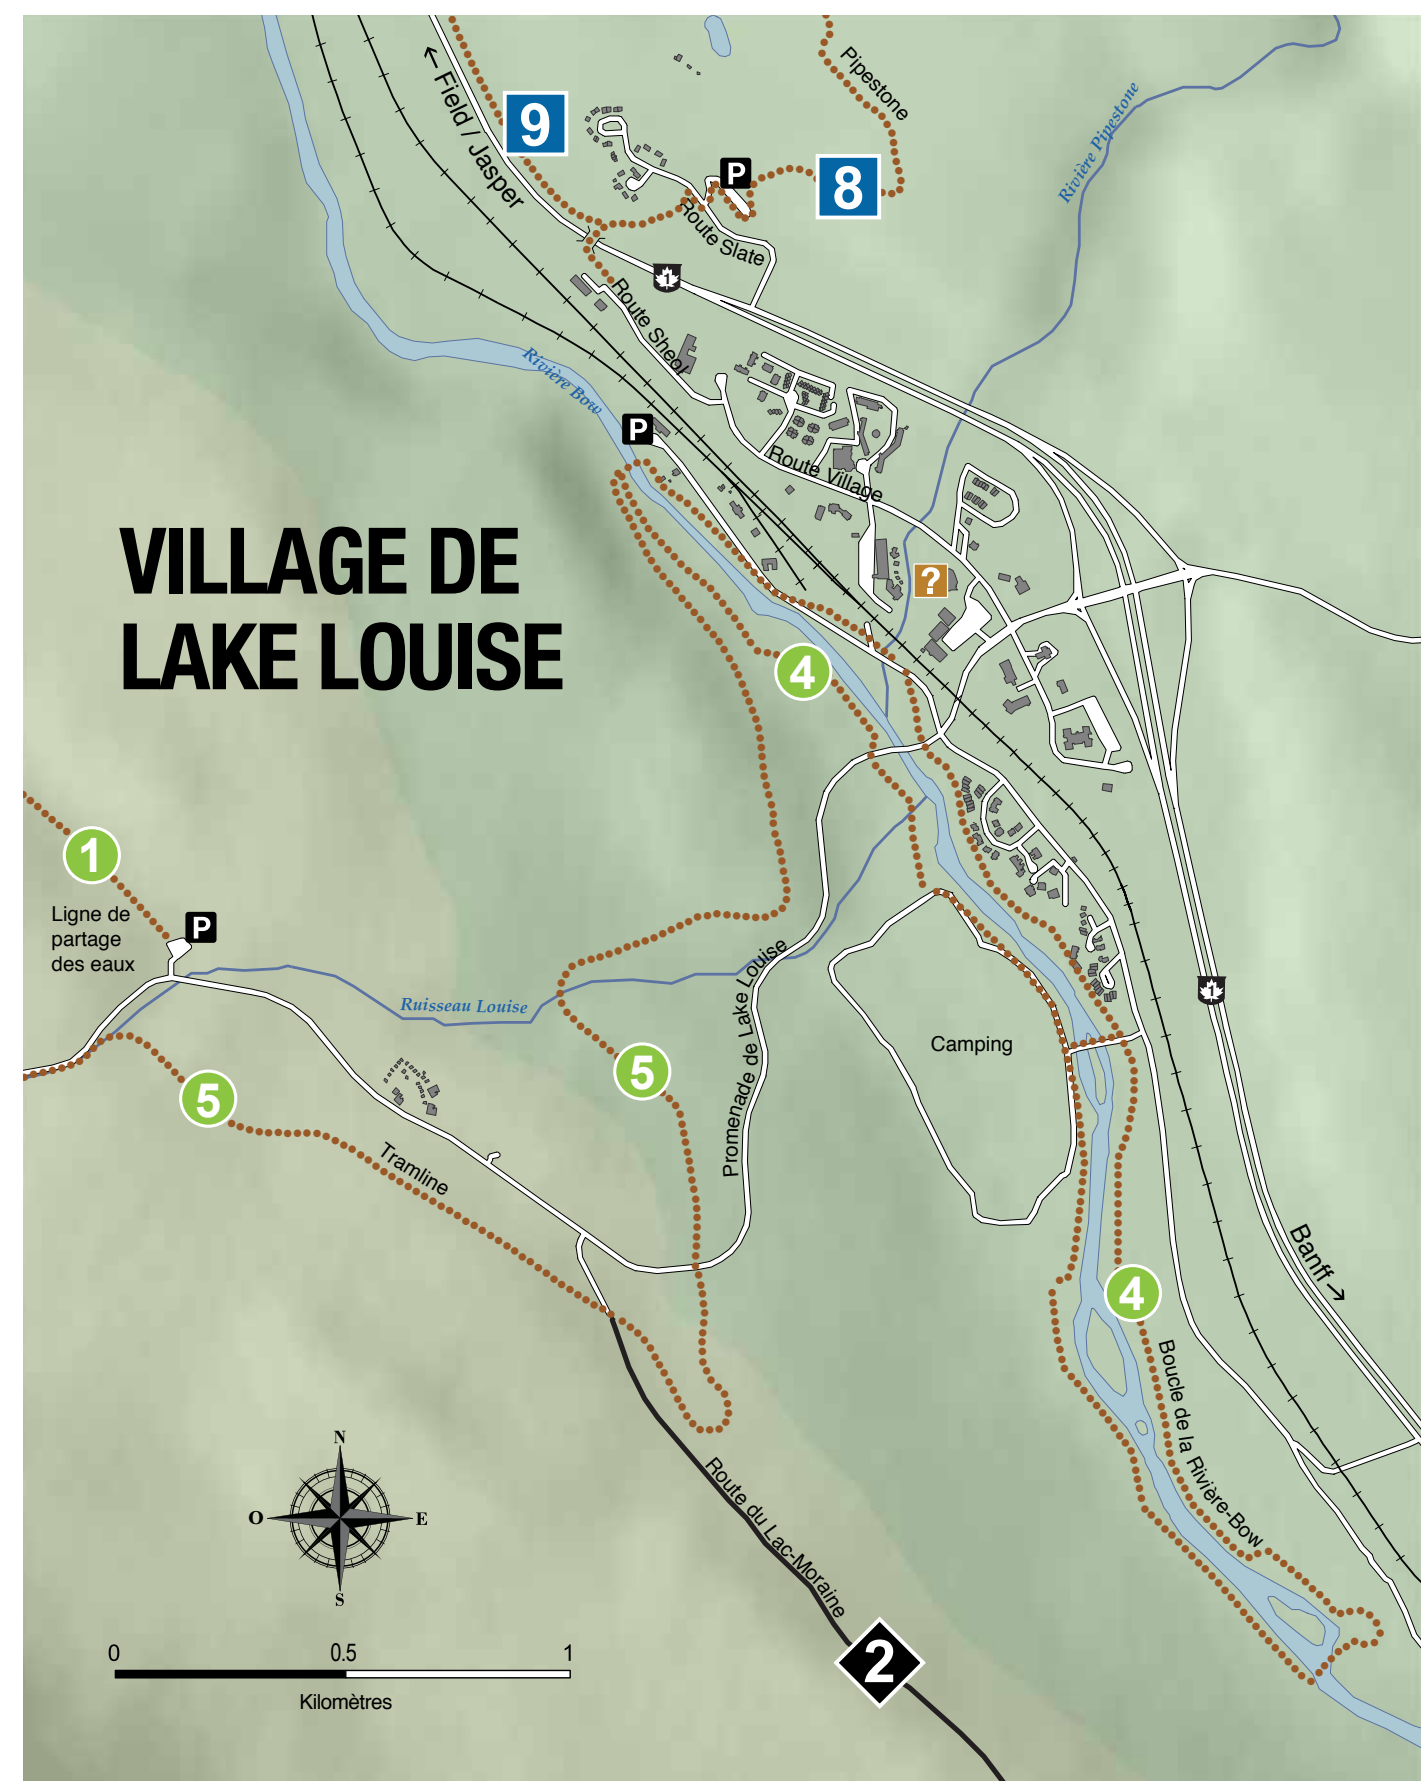 ← Field / Jasper
9
Pipestone
P
8
Rivière Pipestone
Route Slate
1
Route Sheol
Rivière Bow
P
Route Village
VILLAGE DE
LAKE LOUISE
?
4
1
Ligne de
partage
des eaux
P
Ruisseau Louise
Promenade de Lake Louise
1
Camping
5
5
Tramline
Banff →
4
Boucle de la Rivière-Bow
N
O
E
S
Route du Lac-Moraine
2
0 0.5 1
Kilomètres